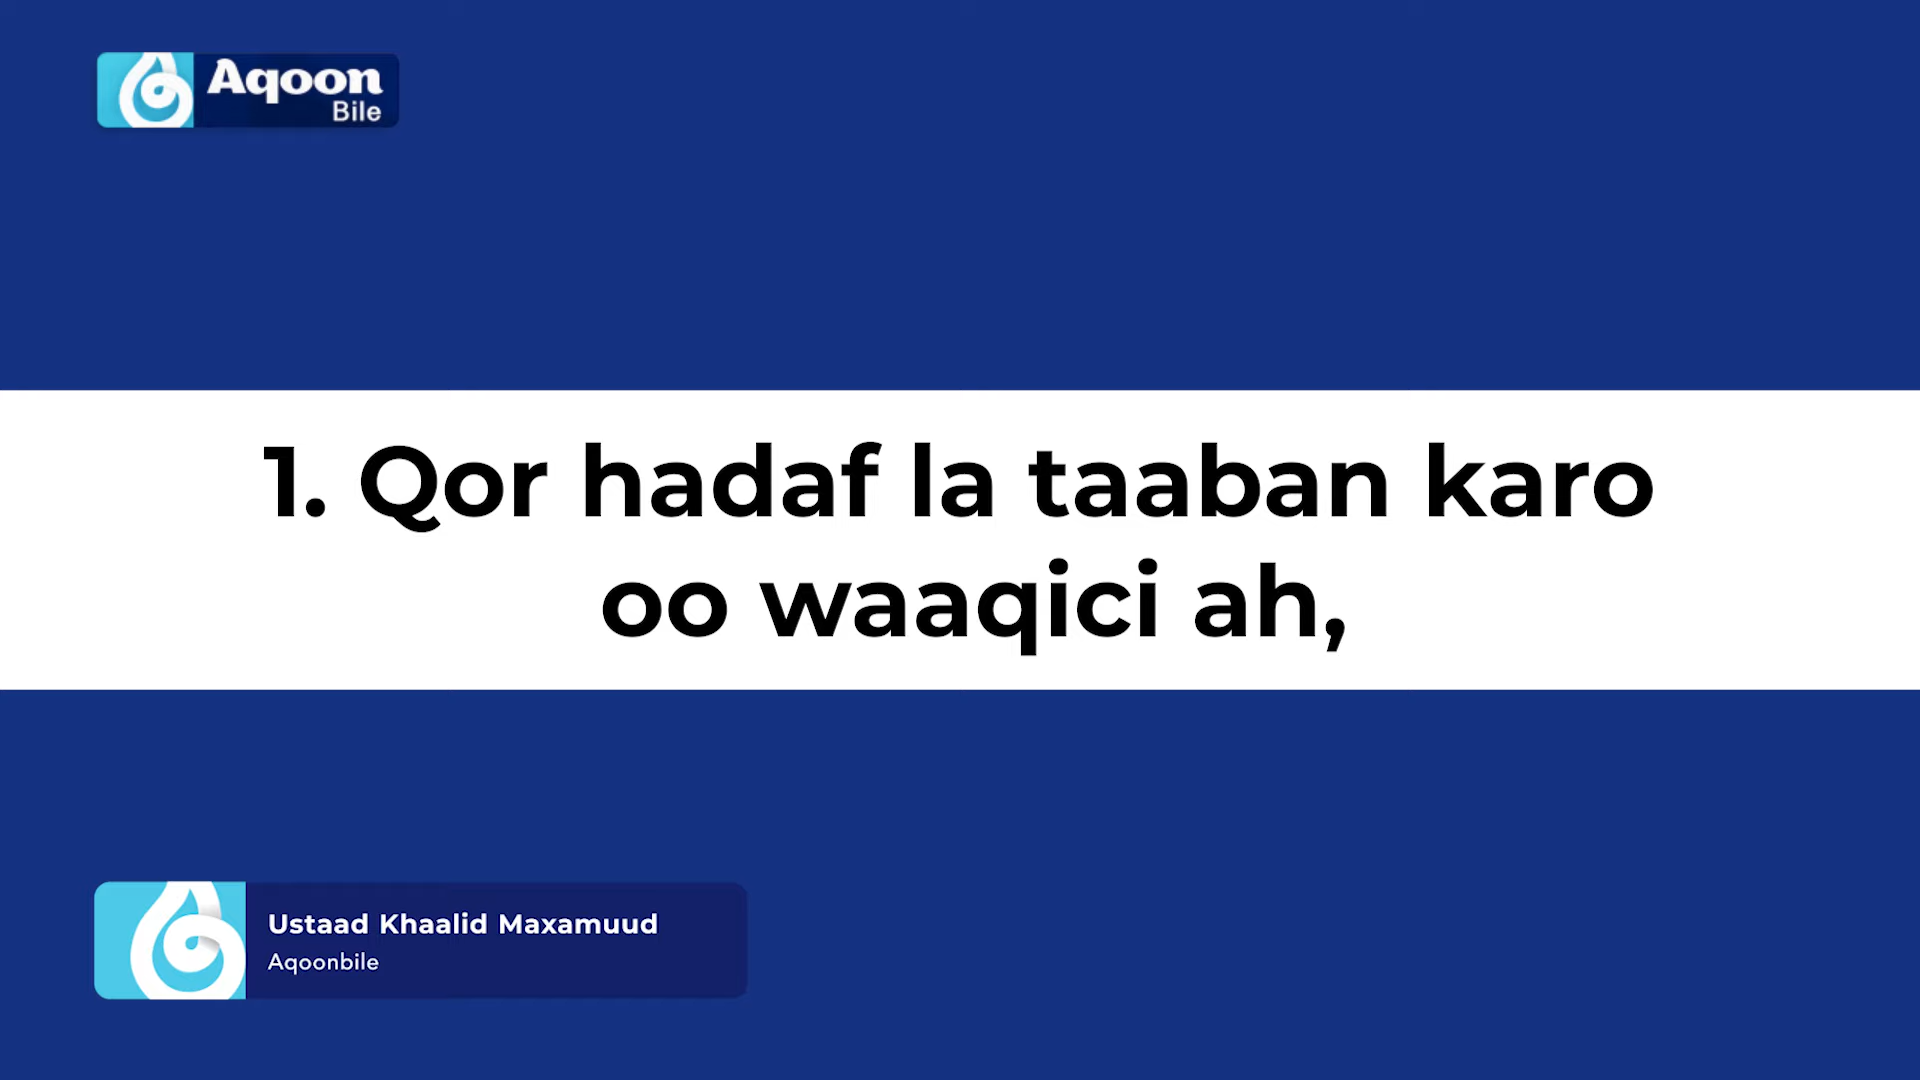 Aqoon
Bile
1. Qor hadaf la taaban karo
oo waaqici ah,
Ustaad Khaalid Maxamuud
Aqoonbile